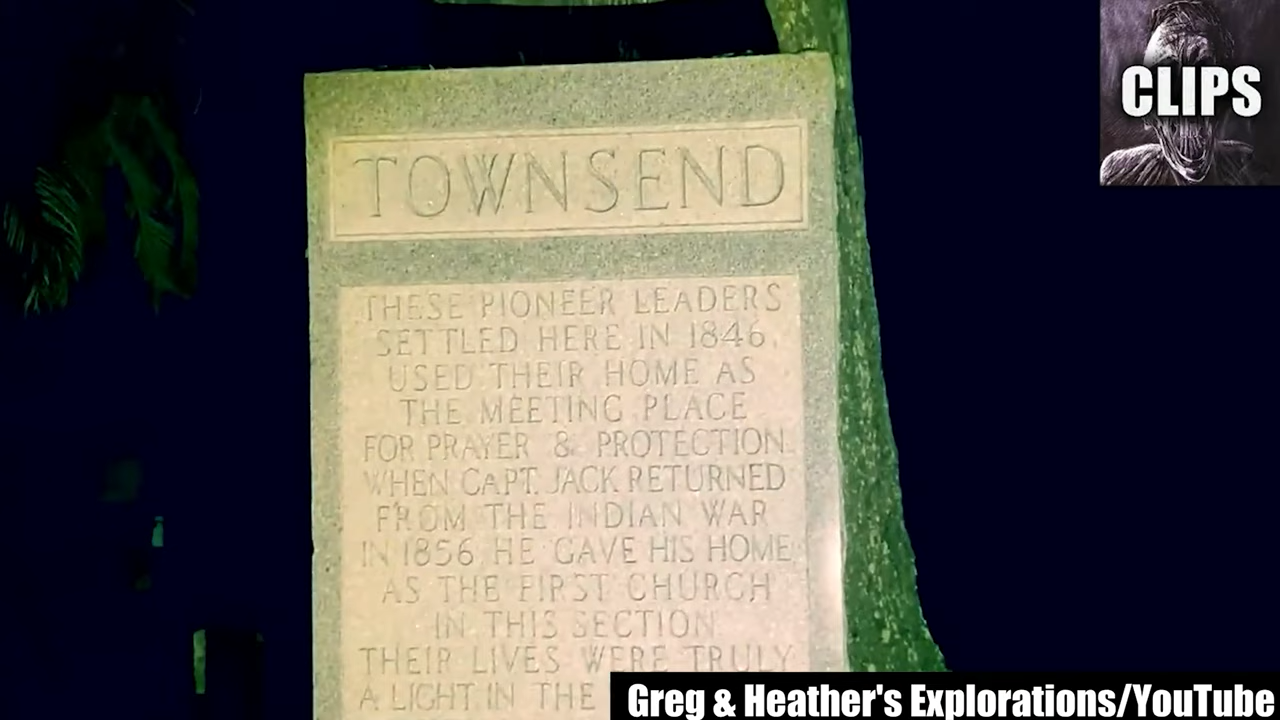 CLIPS
TOWNSEND
THESE PIONEER LEADERS
SETTLED HERE IN 1846
USED THEIR HOME AS
THE MEETING PLACE
FOR PRAYER & PROTECTION
WHEN CAPT. JACK RETURNED
FROM THE INDIAN WAR
IN 1856 HE GAVE HIS HOME
AS THE FIRST CHURCH
IN THIS SECTION
THEIR LIVES WERE TRULY
A LIGHT IN THE
Greg & Heather's Explorations/YouTube